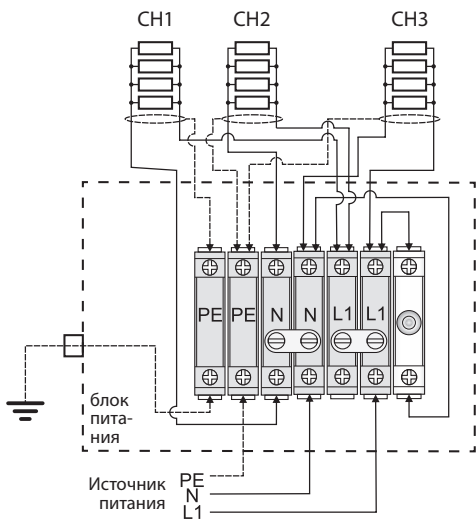 CH1 CH2 CH3
PE PE N N L1 L1
блок
пита-
ния
Источник
питания
PE
N
L1